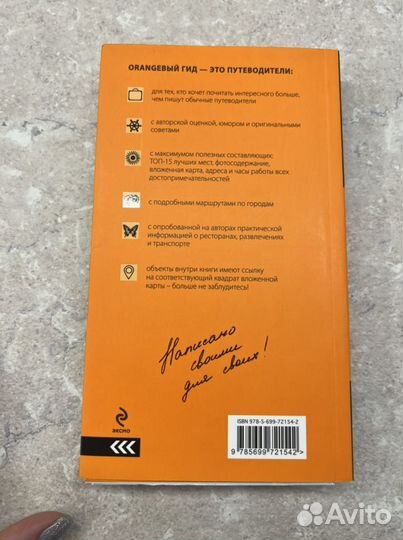 ORANGEВЫЙ ГИД — ЭТО ПУТЕВОДИТЕЛИ:
для тех, кто хочет почитать интересного больше,
чем пишут обычные путеводители
с авторской оценкой, юмором и оригинальными
советами
с максимумом полезных составляющих:
ТОП-15 лучших мест, фотосодержание,
вложенная карта, адреса и часы работы всех
достопримечательностей
с подробными маршрутами по городам
с опробованной на авторах практической
информацией о ресторанах, развлечениях
и транспорте
объекты внутри книги имеют ссылку
на соответствующий квадрат вложенной
карты – больше не заблудитесь!
Написано
своими
для своих!
ISBN 978-5-699-72154-2
9 785699 721542 >
ЭКСМО
Avito